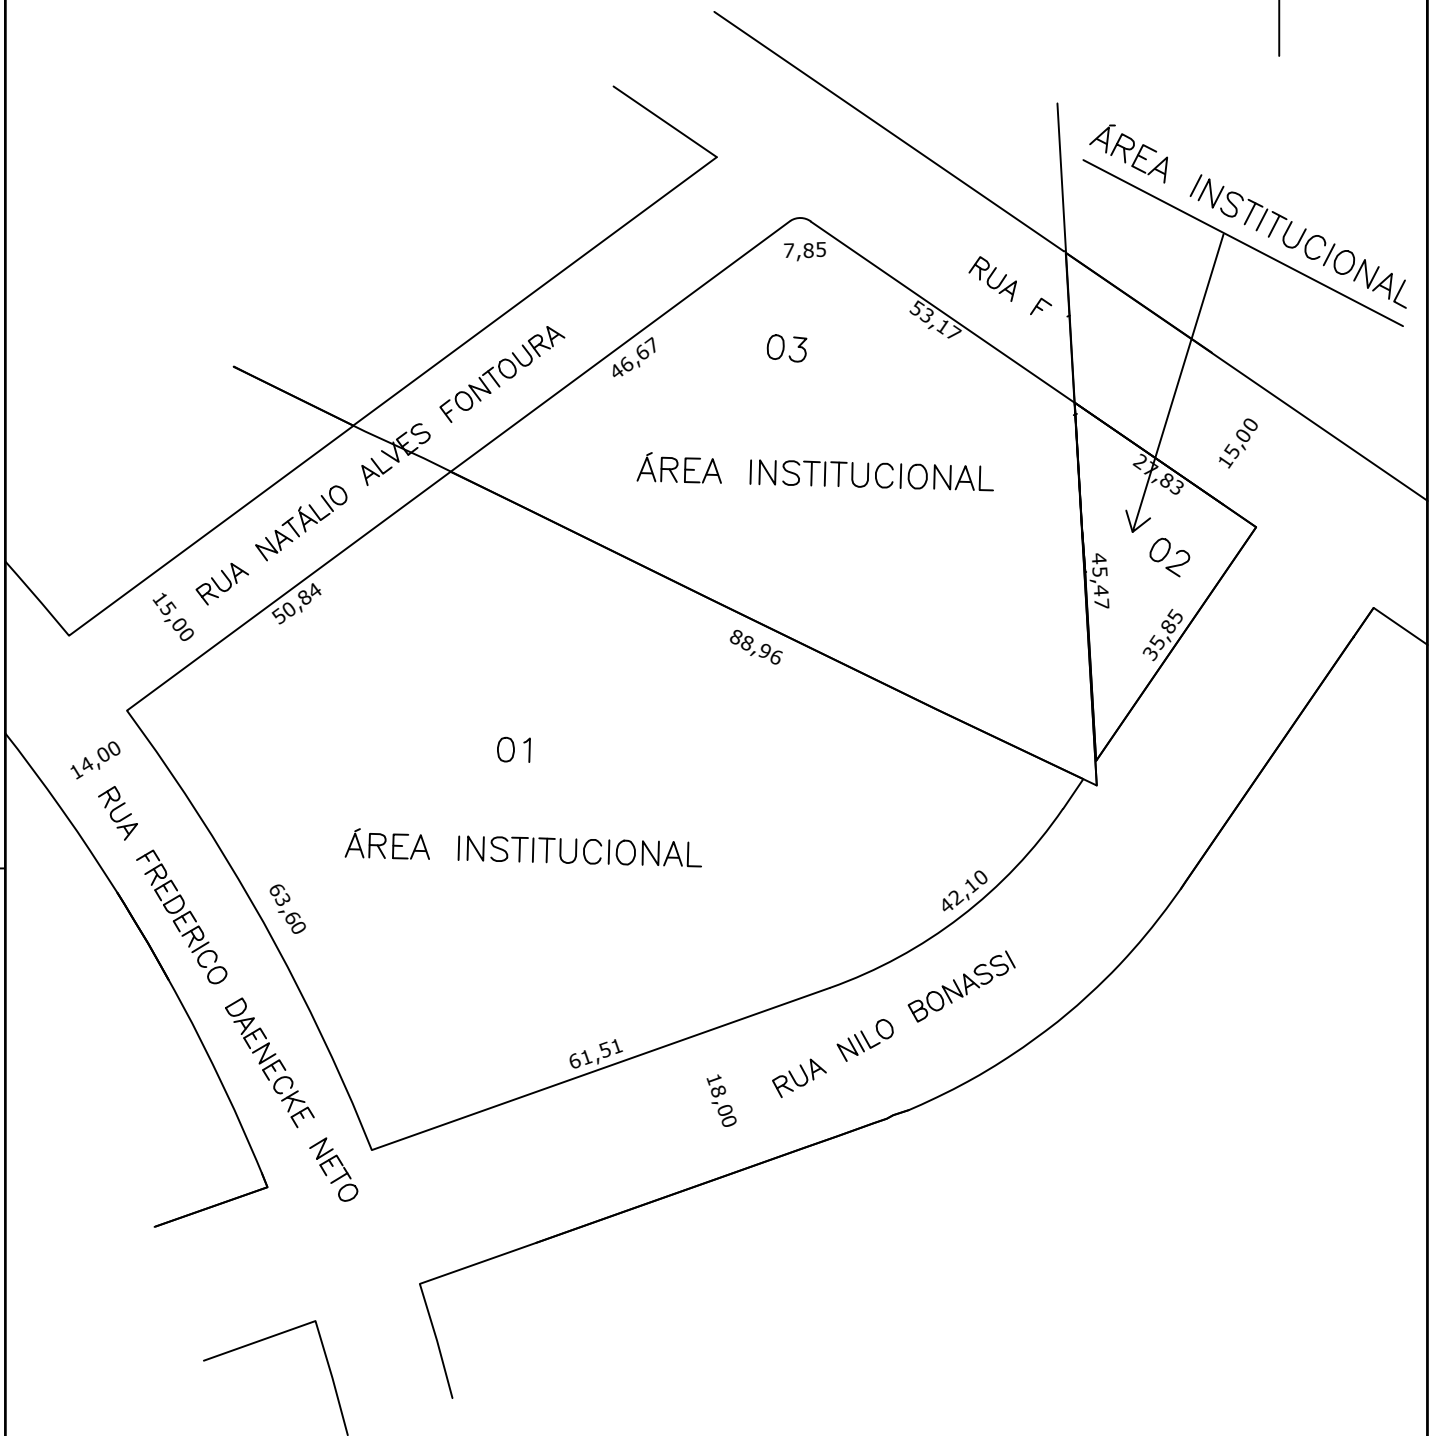 ÁREA INSTITUCIONAL
7,85
RUA F
53,17
03
46,67
RUA NATÁLIO ALVES FONTOURA
ÁREA INSTITUCIONAL
15,00
27,83
02
45,47
35,85
50,84
15,00
88,96
01
14,00
ÁREA INSTITUCIONAL
RUA FREDERICO DAENECKE NETO
63,60
42,10
61,51
18,00
RUA NILO BONASSI